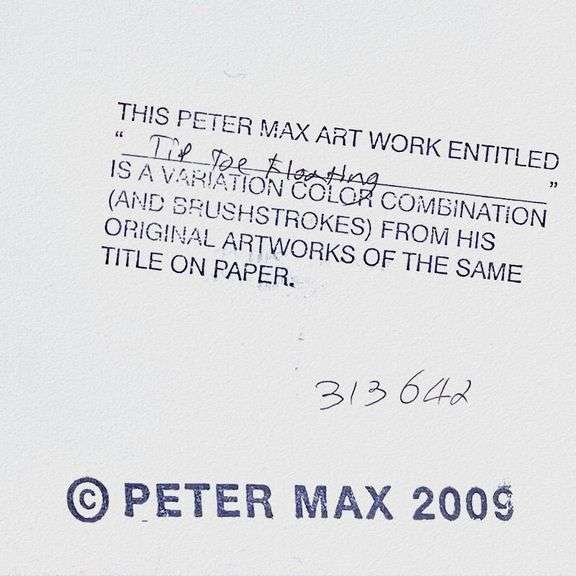 THIS PETER MAX ART WORK ENTITLED
“ Tip Toe Floating ”
IS A VARIATION COLOR COMBINATION
(AND BRUSHSTROKES) FROM HIS
ORIGINAL ARTWORKS OF THE SAME
TITLE ON PAPER.
313642
© PETER MAX 2009